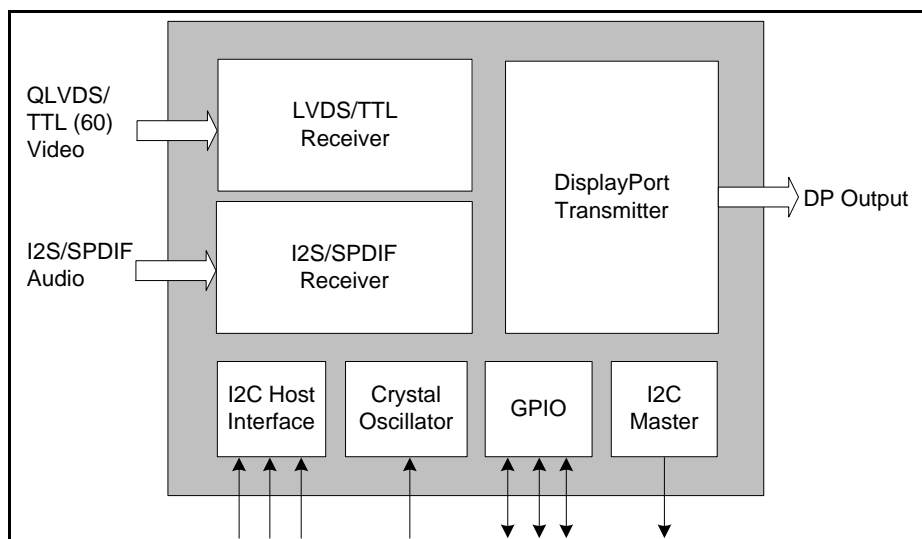 QLVDS/
TTL (60)
Video
LVDS/TTL
Receiver
DisplayPort
Transmitter
DP Output
I2S/SPDIF
Audio
I2S/SPDIF
Receiver
I2C Host
Interface
Crystal
Oscillator
GPIO
I2C
Master